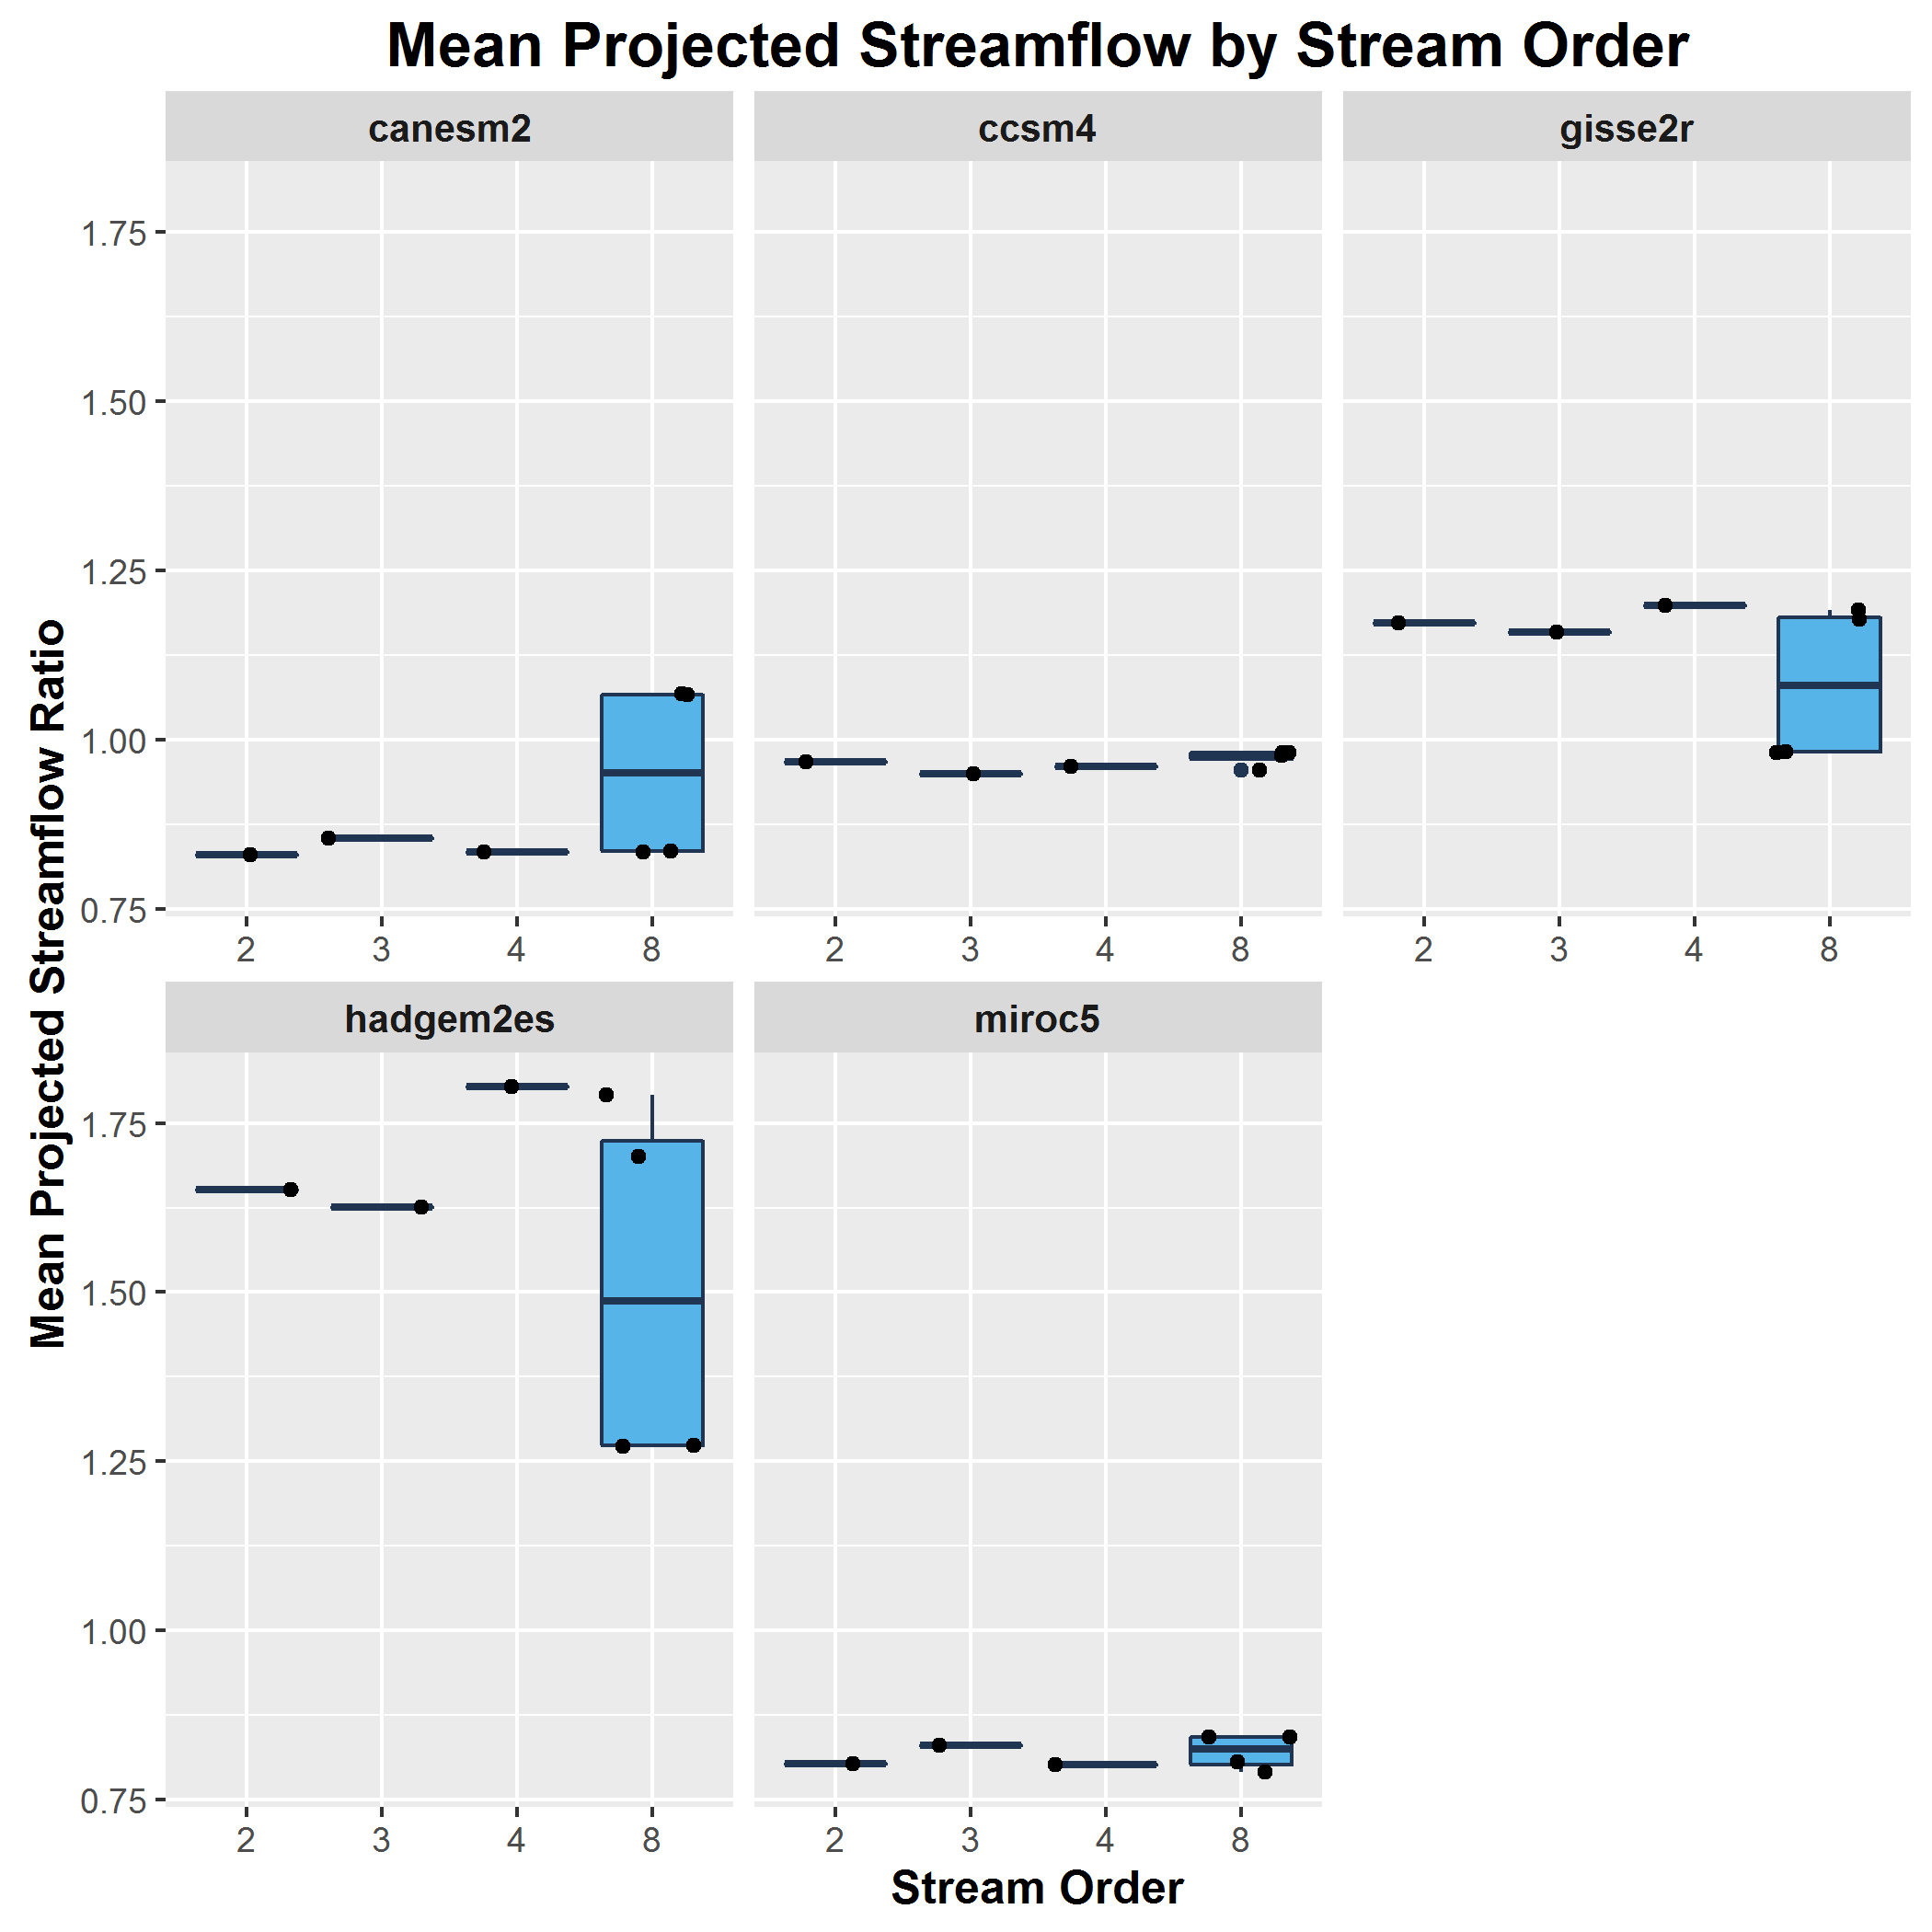 Mean Projected Streamflow by Stream Order
canesm2
ccsm4
gisse2r
Mean Projected Streamflow Ratio
1.75
1.50
1.25
1.00
0.75
2 3 4 8
2 3 4 8
2 3 4 8
hadgem2es
miroc5
1.75
1.50
1.25
1.00
0.75
2 3 4 8
2 3 4 8
Stream Order